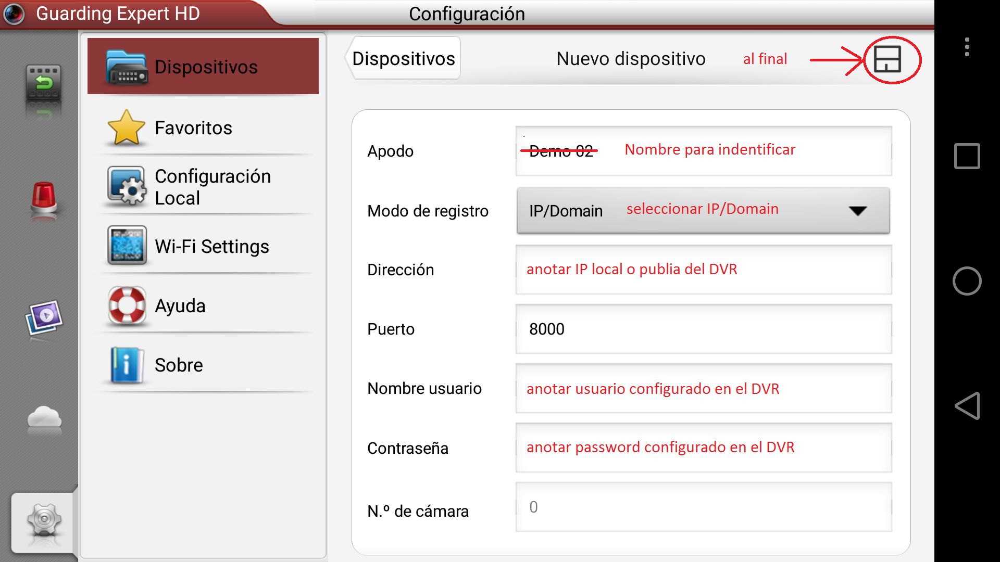 Guarding Expert HD
Configuración
Dispositivos
Favoritos
Configuración
Local
Wi-Fi Settings
Ayuda
Sobre
Dispositivos
Nuevo dispositivo
al final
Apodo
Demo 02
Nombre para indentificar
Modo de registro
IP/Domain
seleccionar IP/Domain
Dirección
anotar IP local o publia del DVR
Puerto
8000
Nombre usuario
anotar usuario configurado en el DVR
Contraseña
anotar password configurado en el DVR
N.º de cámara
0